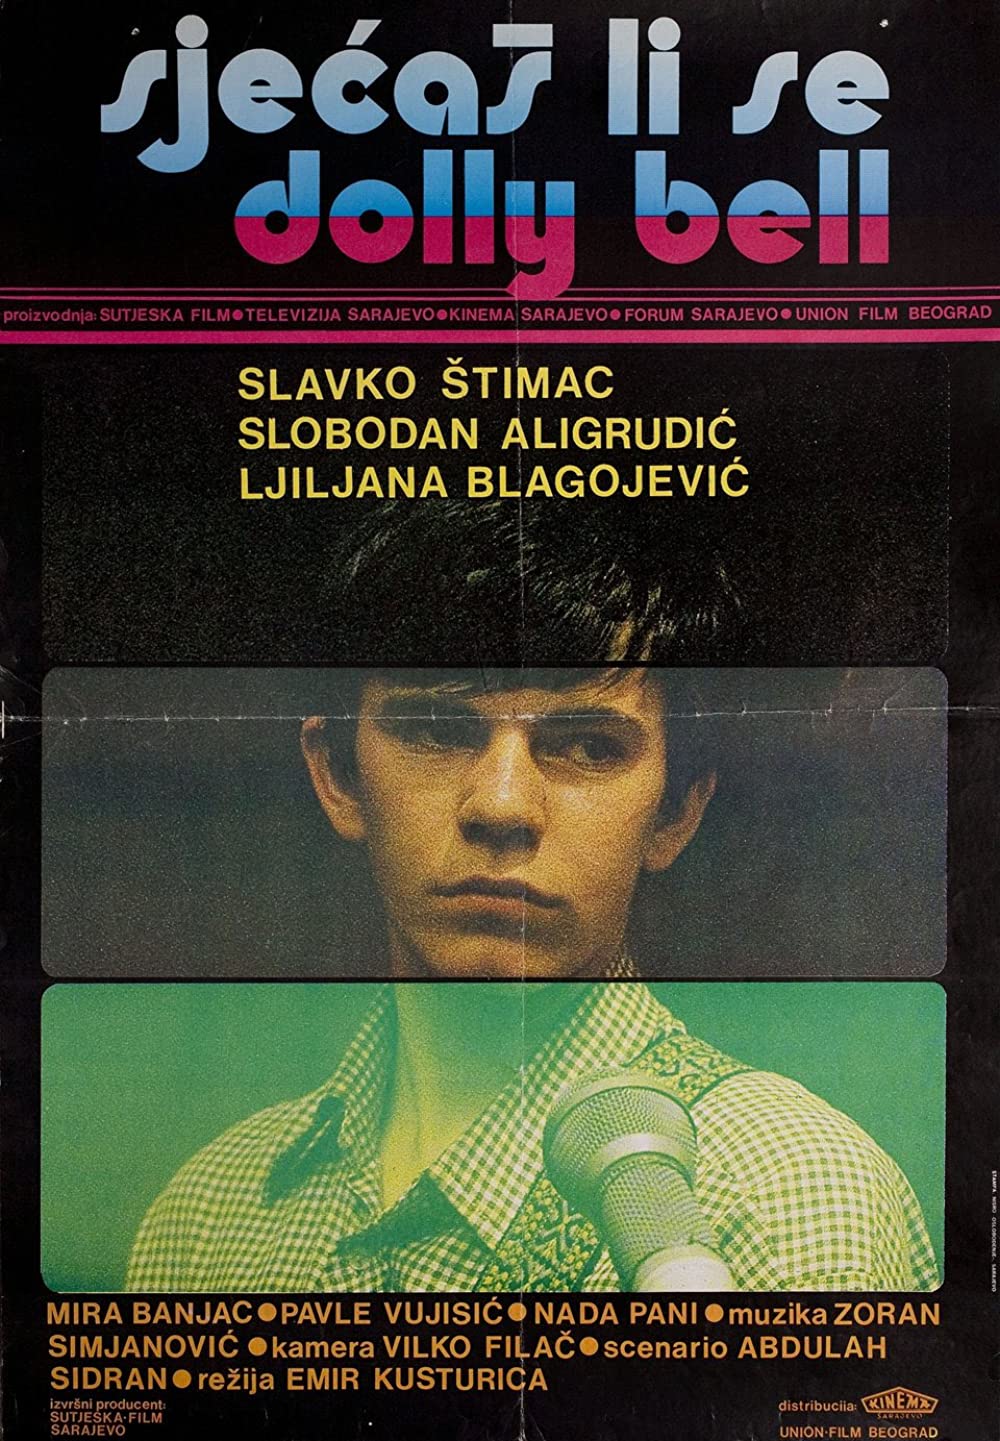 sjećaš li se
dolly bell
proizvodnja: SUTJESKA FILM●TELEVIZIJA SARAJEVO●KINEMA SARAJEVO●FORUM SARAJEVO●UNION FILM BEOGRAD
SLAVKO ŠTIMAC
SLOBODAN ALIGRUDIĆ
LJILJANA BLAGOJEVIĆ
MIRA BANJAC●PAVLE VUJISIĆ●NADA PANI●muzika ZORAN
SIMJANOVIĆ●kamera VILKO FILAČ●scenario ABDULAH
SIDRAN●režija EMIR KUSTURICA
izvršni producent:
SUTJESKA-FILM
SARAJEVO
distribucija:
KINEMA
SARAJEVO
UNION-FILM BEOGRAD